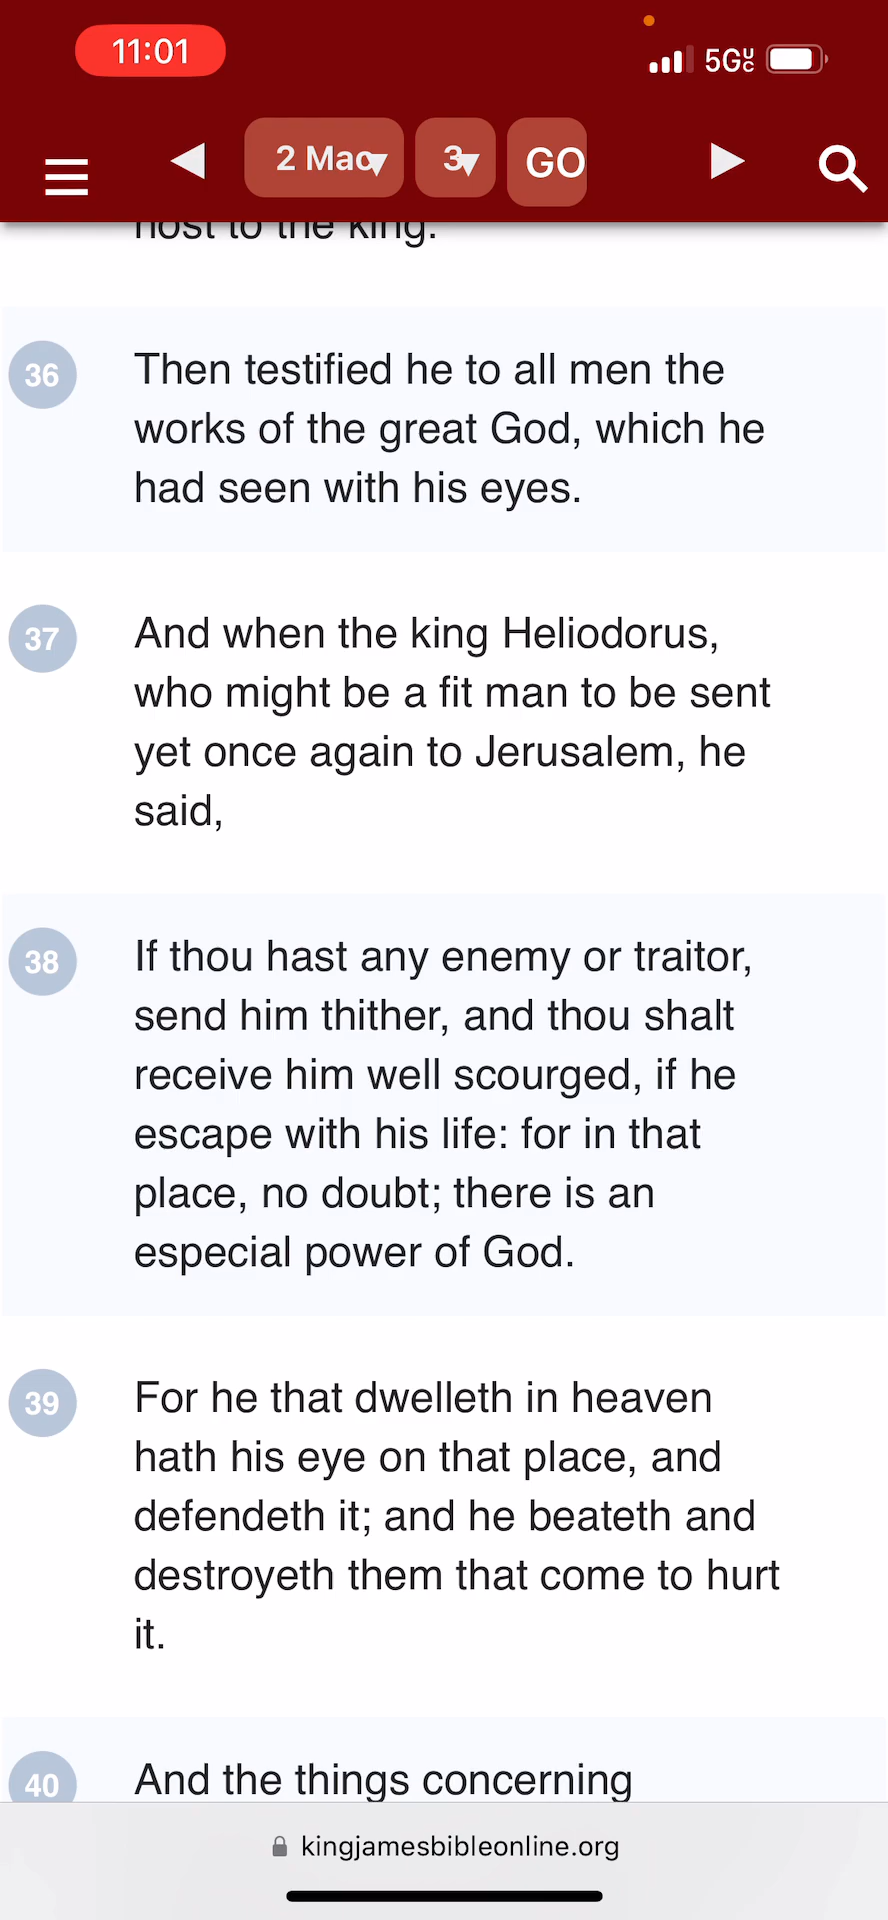 11:01
5G UC
2 Mac
3
GO
host to the king.
36
Then testified he to all men the
works of the great God, which he
had seen with his eyes.
37
And when the king Heliodorus,
who might be a fit man to be sent
yet once again to Jerusalem, he
said,
38
If thou hast any enemy or traitor,
send him thither, and thou shalt
receive him well scourged, if he
escape with his life: for in that
place, no doubt; there is an
especial power of God.
39
For he that dwelleth in heaven
hath his eye on that place, and
defendeth it; and he beateth and
destroyeth them that come to hurt
it.
40
And the things concerning
kingjamesbibleonline.org